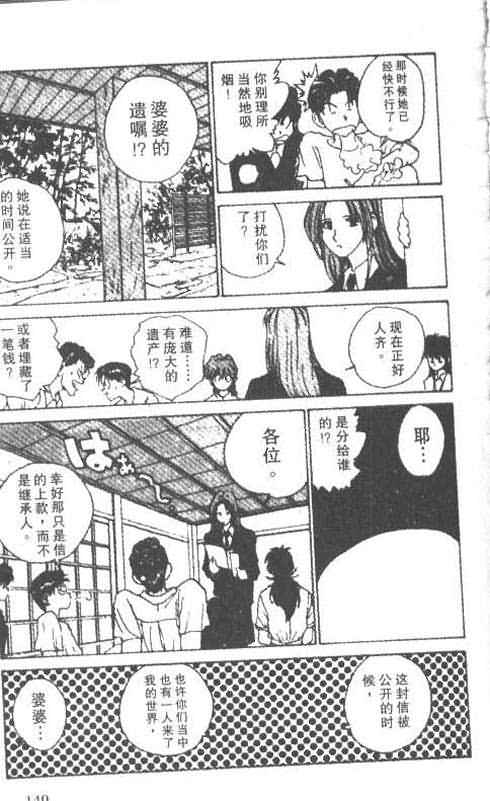 那时候她已
经快不行了。
你别理所
当然地吸
烟！
打扰你们
了？
婆婆的
遗嘱！？
她说在适当
的时间公开。
现在正好
人齐。
难道……
有庞大的
遗产！？
或者埋藏了
一笔钱？
耶…
是分给谁
的！？
各位。
はぁ～
幸好那只是信
的上款，而不
是继承人。
这封信被
公开的时
候，
也许你们当中
也有一人来了
我的世界，
婆婆…
149